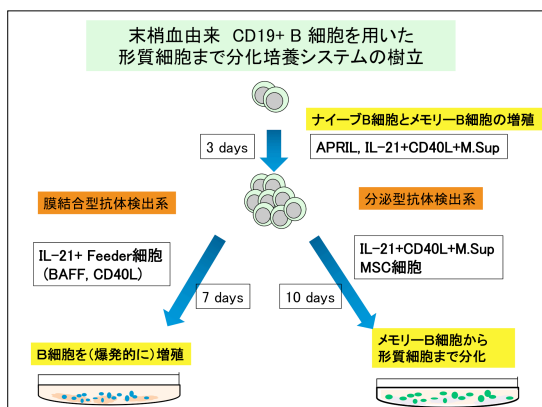 末梢血由来 CD19+ B 細胞を用いた
形質細胞まで分化培養システムの樹立
ナイーブB細胞とメモリーB細胞の増殖
3 days
APRIL, IL-21+CD40L+M.Sup
膜結合型抗体検出系
分泌型抗体検出系
IL-21+ Feeder細胞
(BAFF, CD40L)
IL-21+CD40L+M.Sup
MSC細胞
7 days
10 days
B細胞を(爆発的に)増殖
メモリーB細胞から
形質細胞まで分化